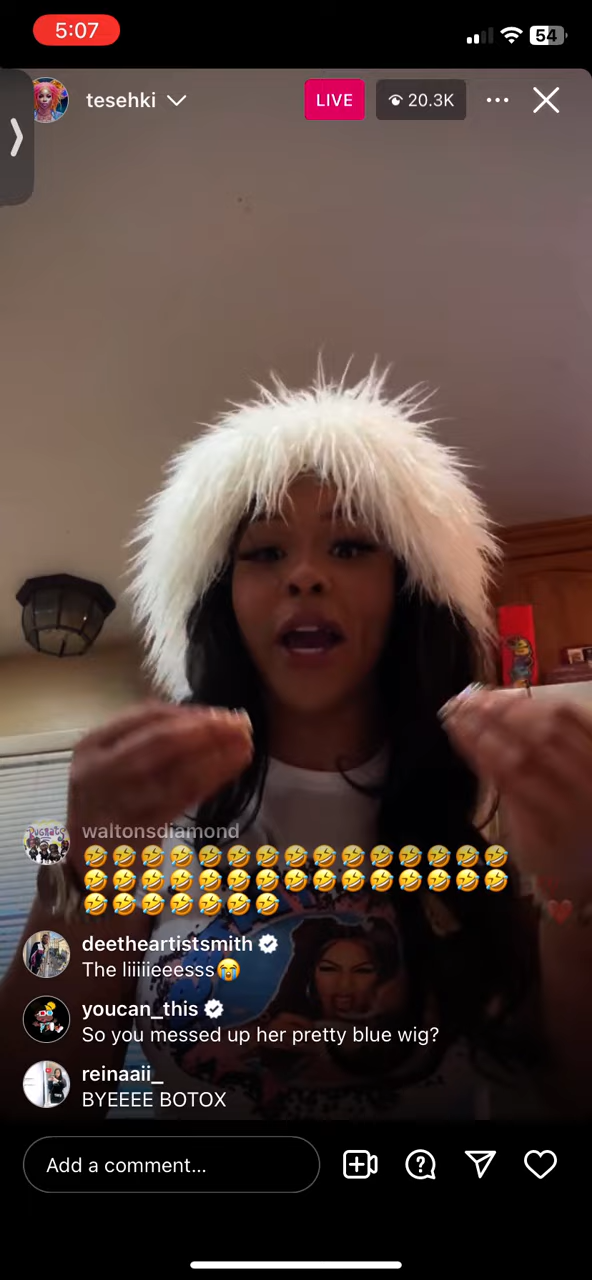 5:07
54
tesehki
LIVE
20.3K
waltonsdiamond
🤣🤣🤣🤣🤣🤣🤣🤣🤣🤣🤣🤣🤣🤣🤣
🤣🤣🤣🤣🤣🤣🤣🤣🤣🤣🤣🤣🤣🤣🤣
🤣🤣🤣🤣🤣🤣🤣
deetheartistsmith
The liiiiieeesss😭
youcan_this
So you messed up her pretty blue wig?
reinaaii_
BYEEEE BOTOX
Add a comment...